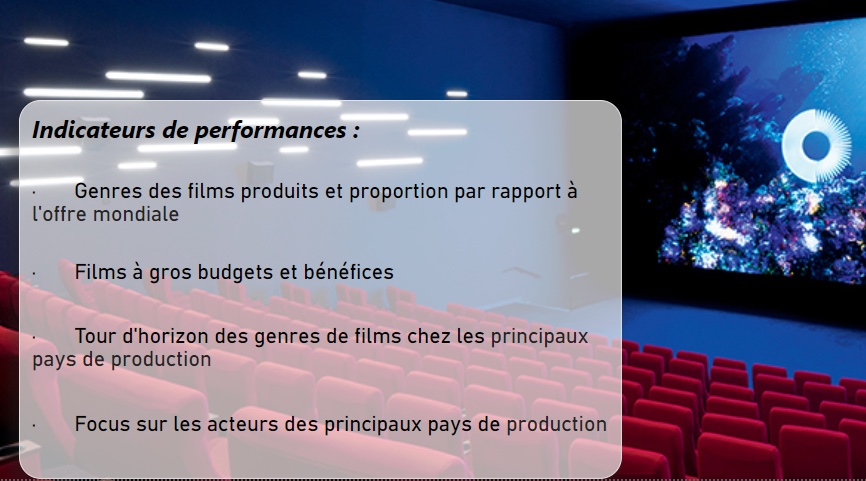 Indicateurs de performances :
· Genres des films produits et proportion par rapport à
l'offre mondiale
· Films à gros budgets et bénéfices
· Tour d'horizon des genres de films chez les principaux
pays de production
· Focus sur les acteurs des principaux pays de production